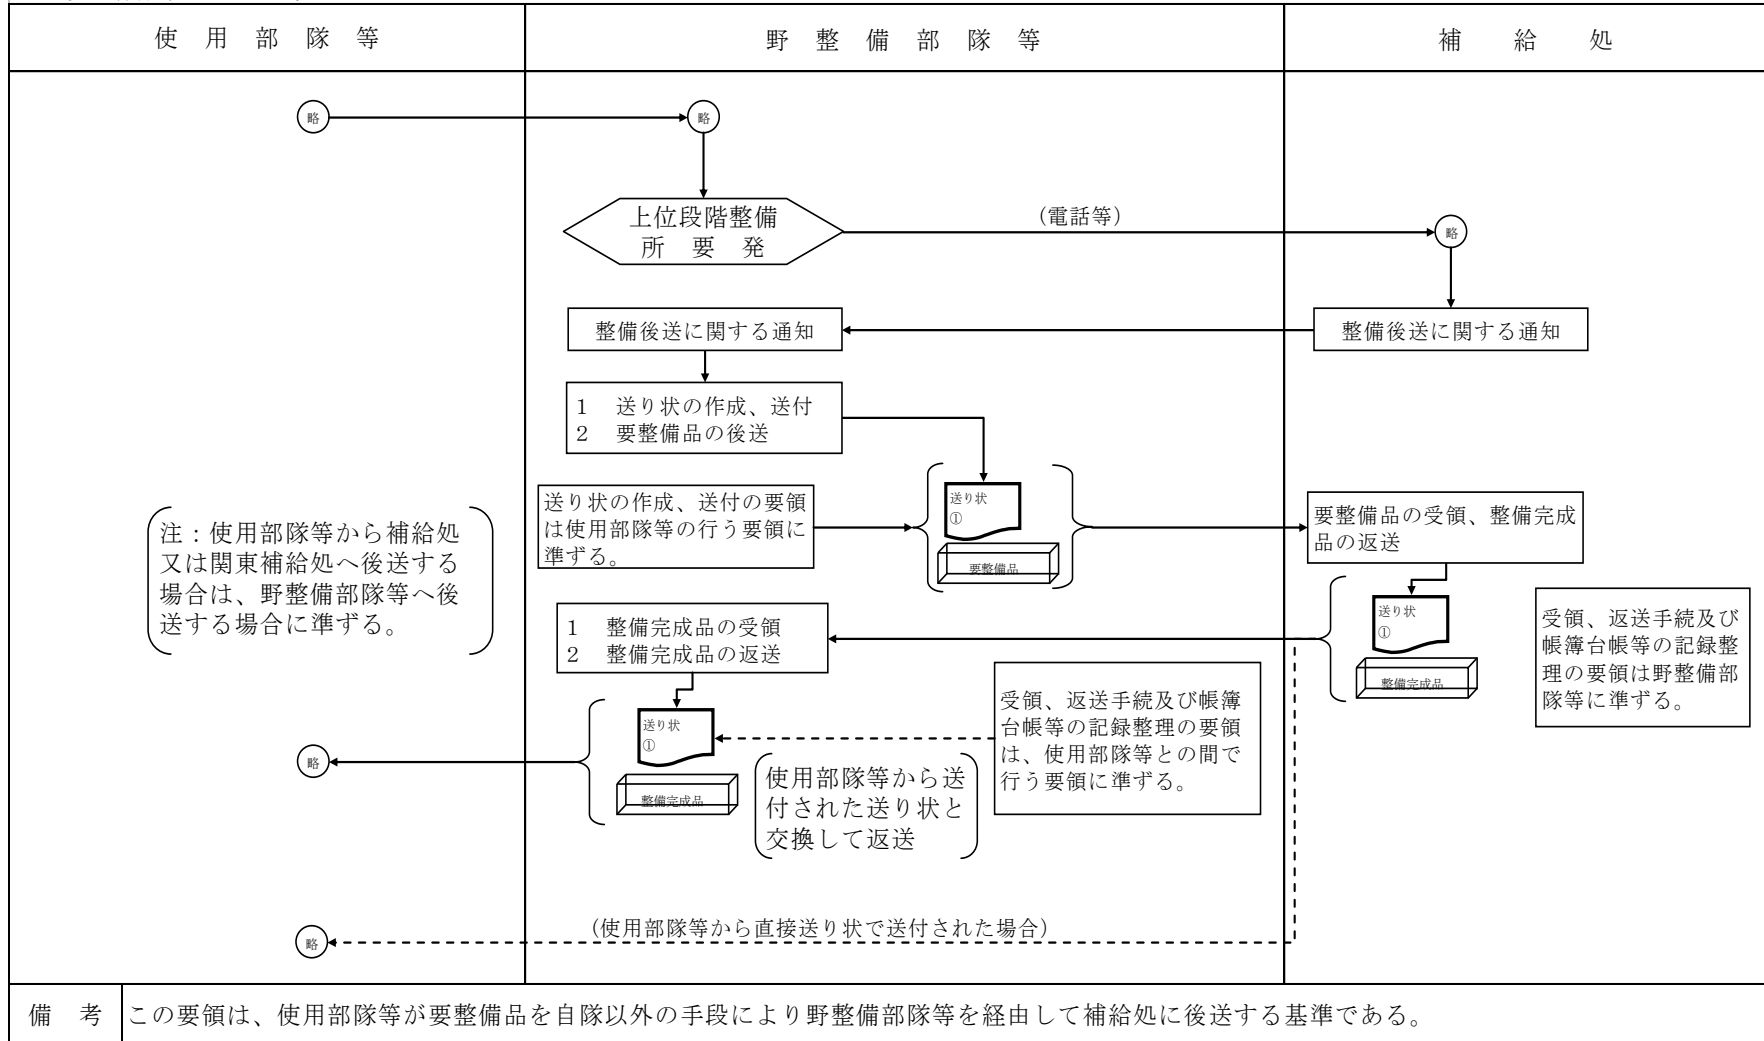 使用部隊等
野整備部隊等
補給処
略
略
上位段階整備
所要発
(電話等)
略
整備後送に関する通知
整備後送に関する通知
1 送り状の作成、送付
2 要整備品の後送
送り状の作成、送付の要領
は使用部隊等の行う要領に
準ずる。
送り状
①
要整備品
要整備品の受領、整備完成
品の返送
注：使用部隊等から補給処
又は関東補給処へ後送する
場合は、野整備部隊等へ後
送する場合に準ずる。
送り状
①
整備完成品
受領、返送手続及び
帳簿台帳等の記録整
理の要領は野整備部
隊等に準ずる。
1 整備完成品の受領
2 整備完成品の返送
受領、返送手続及び帳簿
台帳等の記録整理の要領
は、使用部隊等との間で
行う要領に準ずる。
送り状
①
整備完成品
略
使用部隊等から送
付された送り状と
交換して返送
(使用部隊等から直接送り状で送付された場合)
略
備考
この要領は、使用部隊等が要整備品を自隊以外の手段により野整備部隊等を経由して補給処に後送する基準である。